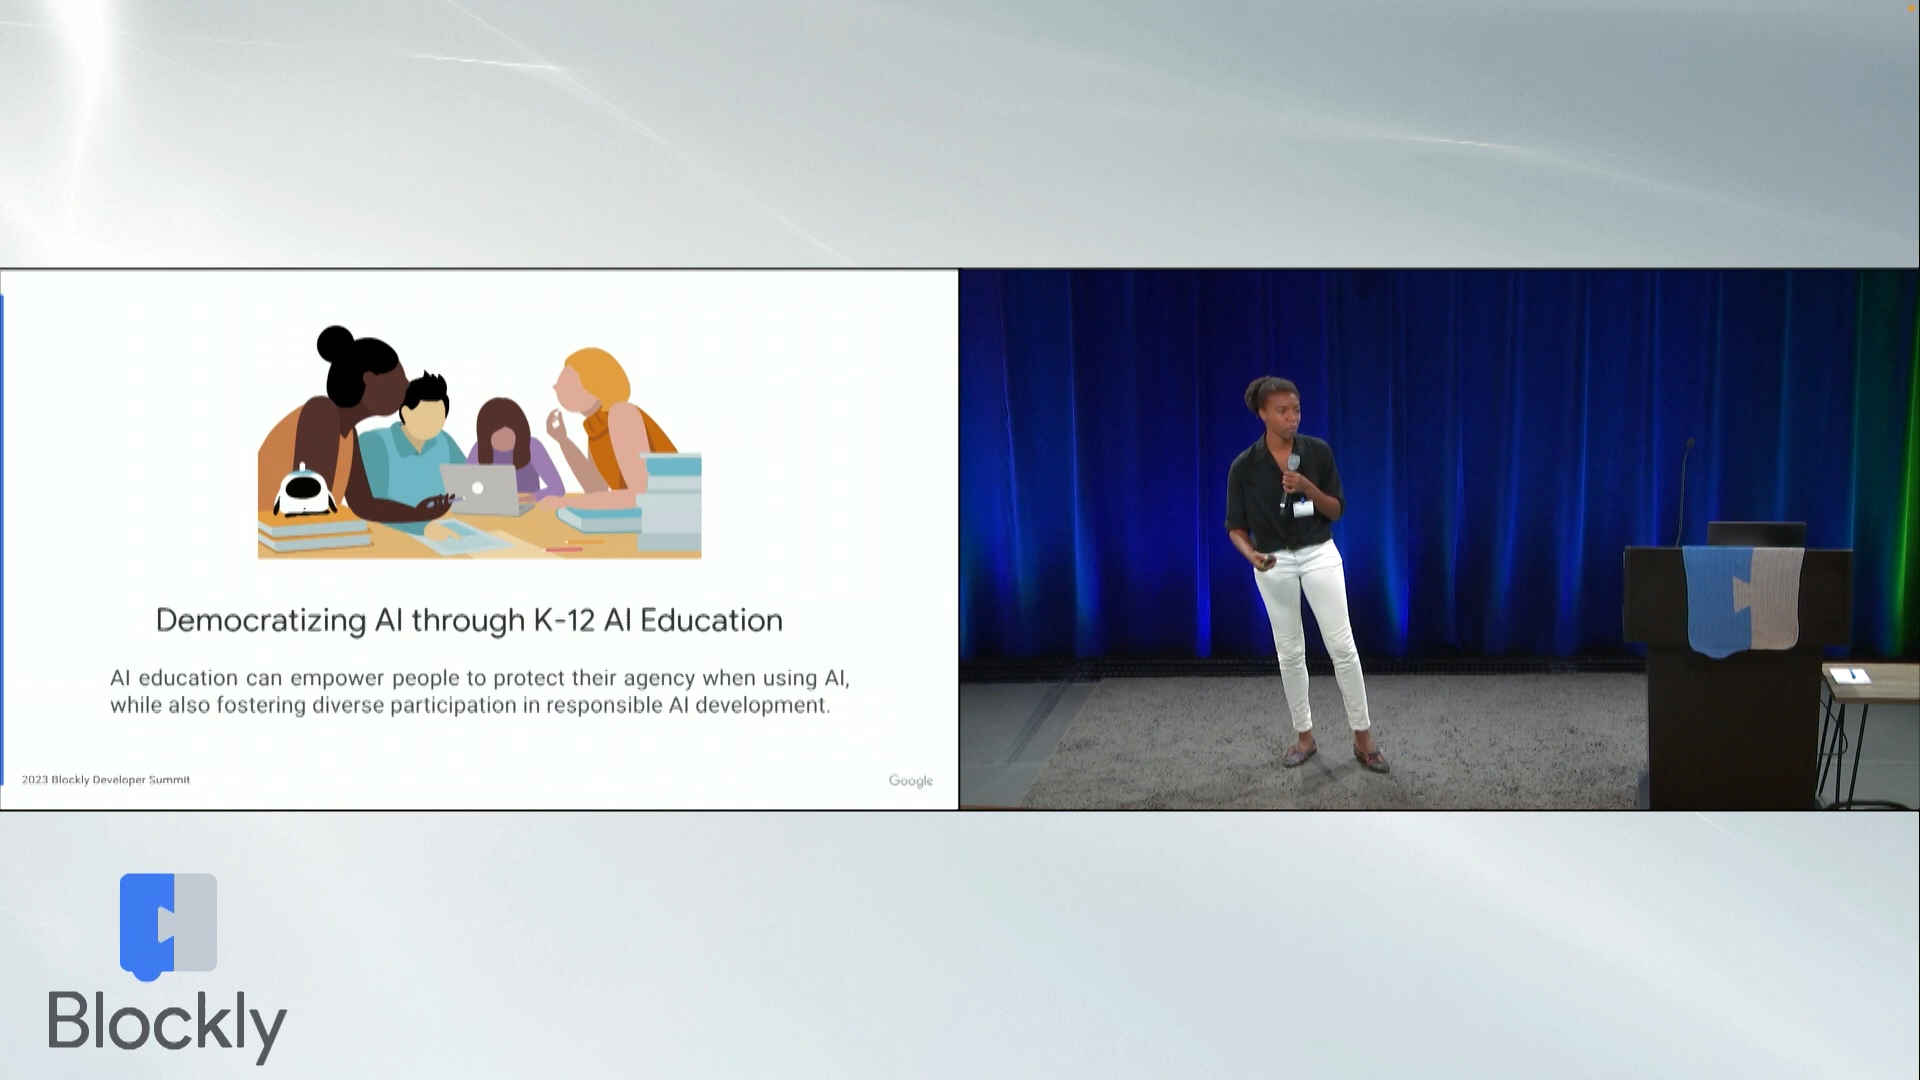 Democratizing AI through K-12 AI Education
AI education can empower people to protect their agency when using AI,
while also fostering diverse participation in responsible AI development.
2023 Blockly Developer Summit
Google
Blockly